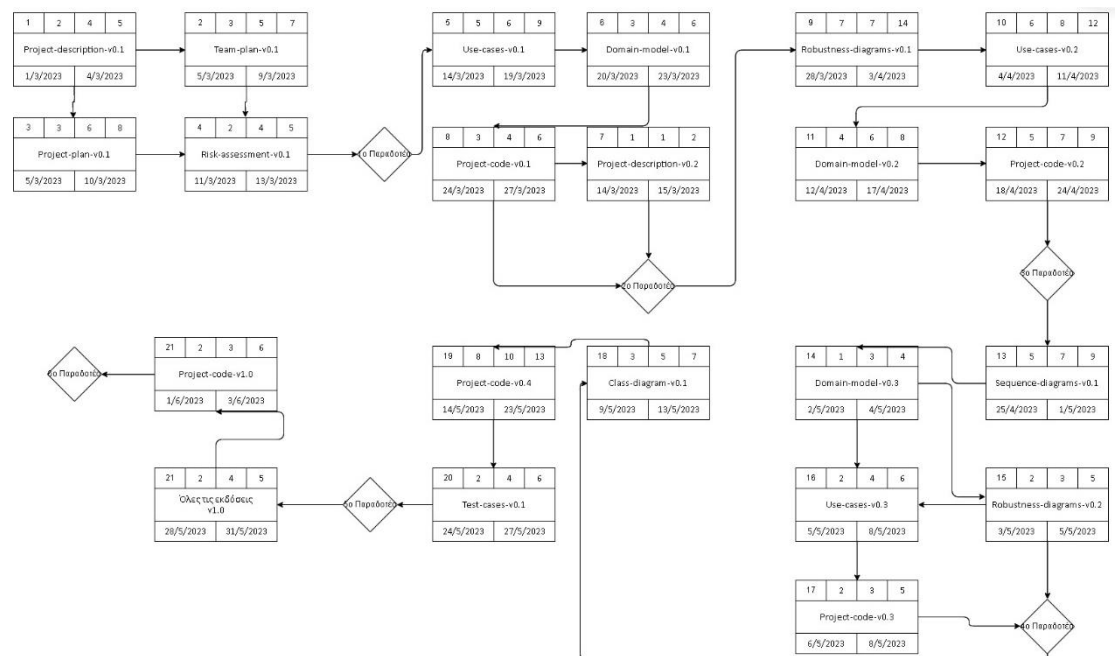 1 2 4 5
Project-description-v0.1
1/3/2023 4/3/2023
2 3 5 7
Team-plan-v0.1
5/3/2023 9/3/2023
3 3 6 8
Project-plan-v0.1
5/3/2023 10/3/2023
4 2 4 5
Risk-assessment-v0.1
11/3/2023 13/3/2023
1ο Παραδοτέο
5 5 6 9
Use-cases-v0.1
14/3/2023 19/3/2023
6 3 4 6
Domain-model-v0.1
20/3/2023 23/3/2023
8 3 4 6
Project-code-v0.1
24/3/2023 27/3/2023
7 1 1 2
Project-description-v0.2
14/3/2023 15/3/2023
2ο Παραδοτέο
9 7 7 14
Robustness-diagrams-v0.1
28/3/2023 3/4/2023
10 6 8 12
Use-cases-v0.2
4/4/2023 11/4/2023
11 4 6 8
Domain-model-v0.2
12/4/2023 17/4/2023
12 5 7 9
Project-code-v0.2
18/4/2023 24/4/2023
3ο Παραδοτέο
13 5 7 9
Sequence-diagrams-v0.1
25/4/2023 1/5/2023
14 1 3 4
Domain-model-v0.3
2/5/2023 4/5/2023
15 2 3 5
Robustness-diagrams-v0.2
3/5/2023 5/5/2023
16 2 4 6
Use-cases-v0.3
5/5/2023 8/5/2023
17 2 3 5
Project-code-v0.3
6/5/2023 8/5/2023
4ο Παραδοτέο
18 3 5 7
Class-diagram-v0.1
9/5/2023 13/5/2023
19 8 10 13
Project-code-v0.4
14/5/2023 23/5/2023
20 2 4 6
Test-cases-v0.1
24/5/2023 27/5/2023
5ο Παραδοτέο
21 2 4 5
Όλες τις εκδόσεις
v1.0
28/5/2023 31/5/2023
21 2 3 6
Project-code-v1.0
1/6/2023 3/6/2023
6ο Παραδοτέο